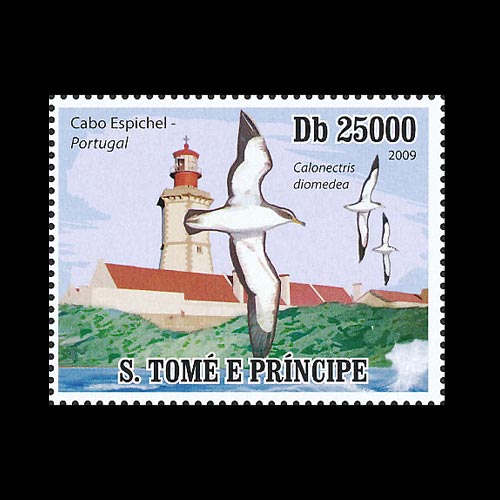 Cabo Espichel -
Portugal
Db 25000
2009
Calonectris
diomedea
S. TOMÉ E PRÍNCIPE